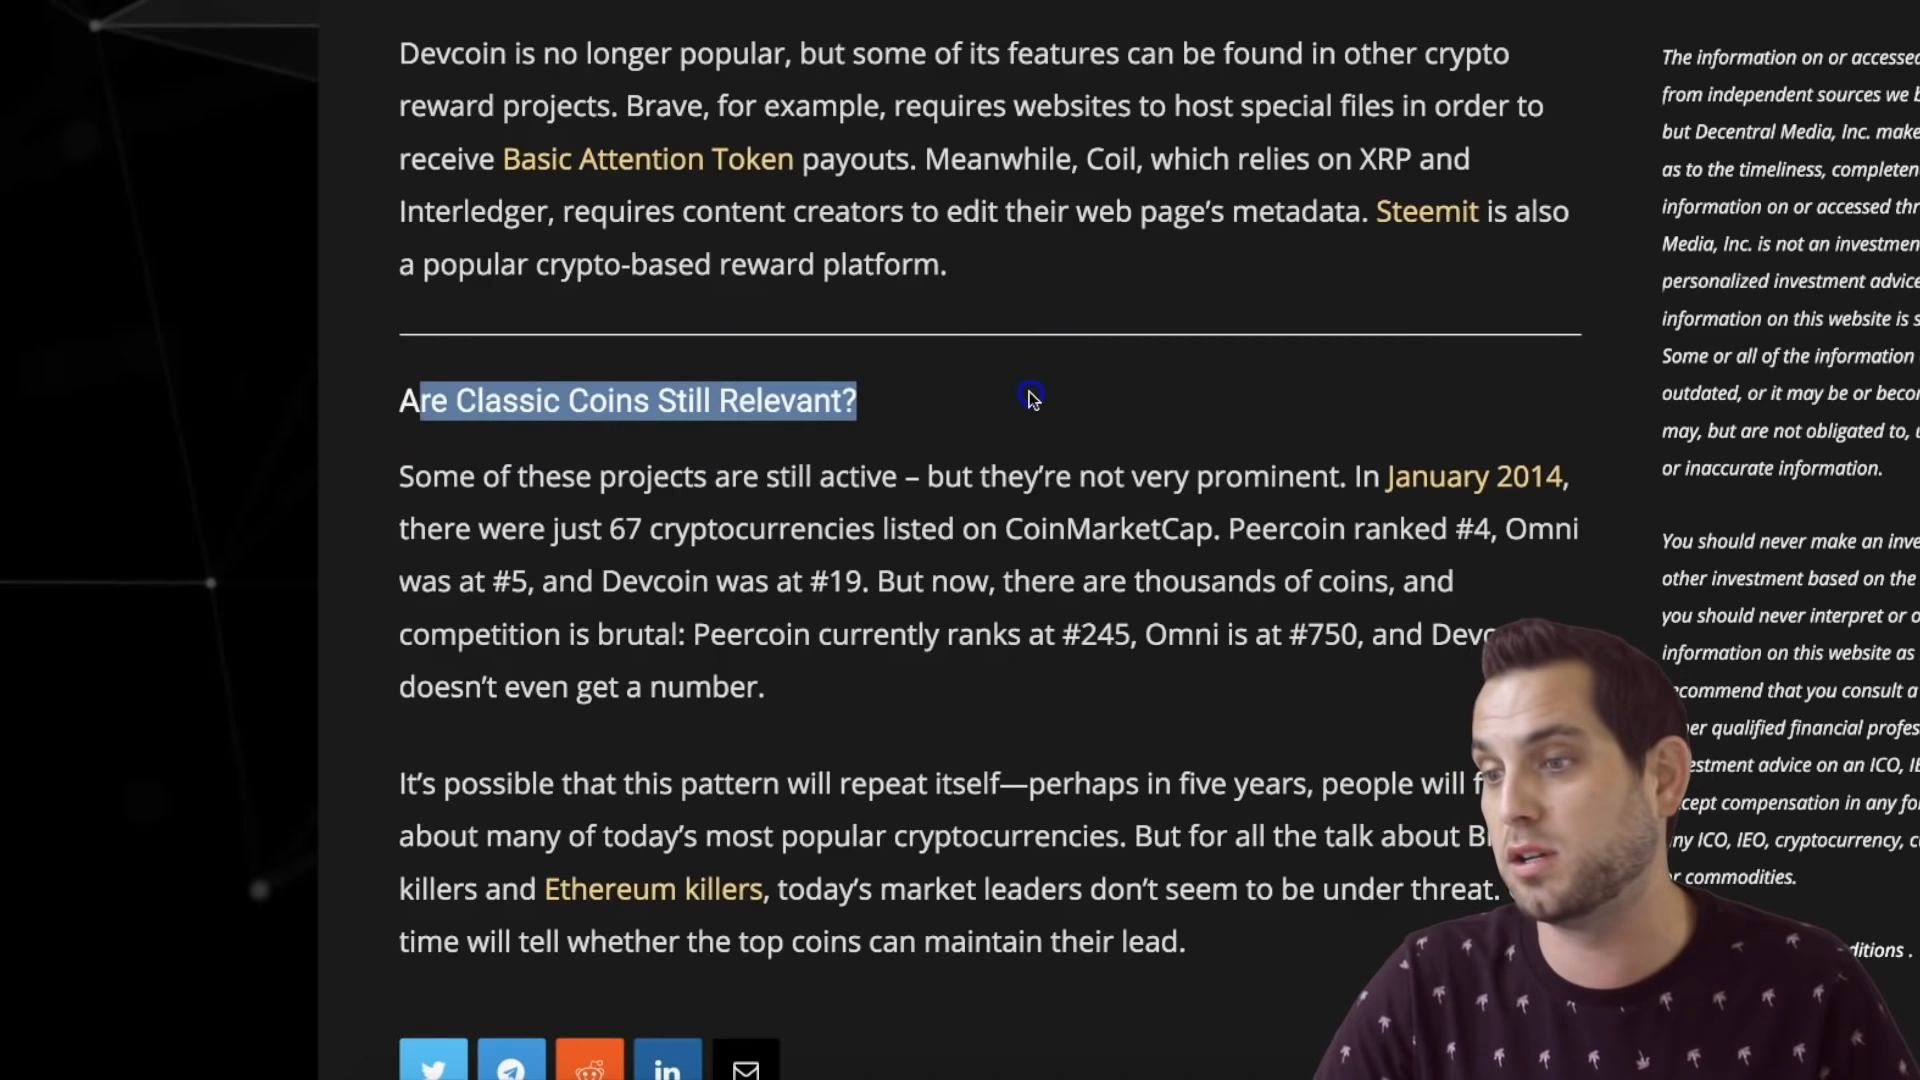 Devcoin is no longer popular, but some of its features can be found in other crypto
reward projects. Brave, for example, requires websites to host special files in order to
receive Basic Attention Token payouts. Meanwhile, Coil, which relies on XRP and
Interledger, requires content creators to edit their web page’s metadata. Steemit is also
a popular crypto-based reward platform.
Are Classic Coins Still Relevant?
Some of these projects are still active – but they’re not very prominent. In January 2014,
there were just 67 cryptocurrencies listed on CoinMarketCap. Peercoin ranked #4, Omni
was at #5, and Devcoin was at #19. But now, there are thousands of coins, and
competition is brutal: Peercoin currently ranks at #245, Omni is at #750, and
doesn’t even get a number.
It’s possible that this pattern will repeat itself—perhaps in five years, people will
about many of today’s most popular cryptocurrencies. But for all the talk about
killers and Ethereum killers, today’s market leaders don’t seem to be under threat.
time will tell whether the top coins can maintain their lead.
in
The information on or accessed
from independent sources we
but Decentral Media, Inc. make
as to the timeliness,
information on or accessed
Media, Inc. is not an
personalized investment advice
information on this website is
Some or all of the information
outdated, or it may be or
may, but are not obligated to,
or inaccurate information.
You should never make an
other investment based on the
you should never interpret or
information on this website as
recommend that you consult a
qualified financial
advice on an ICO,
compensation in any
ICO, IEO, cryptocurrency,
commodities.